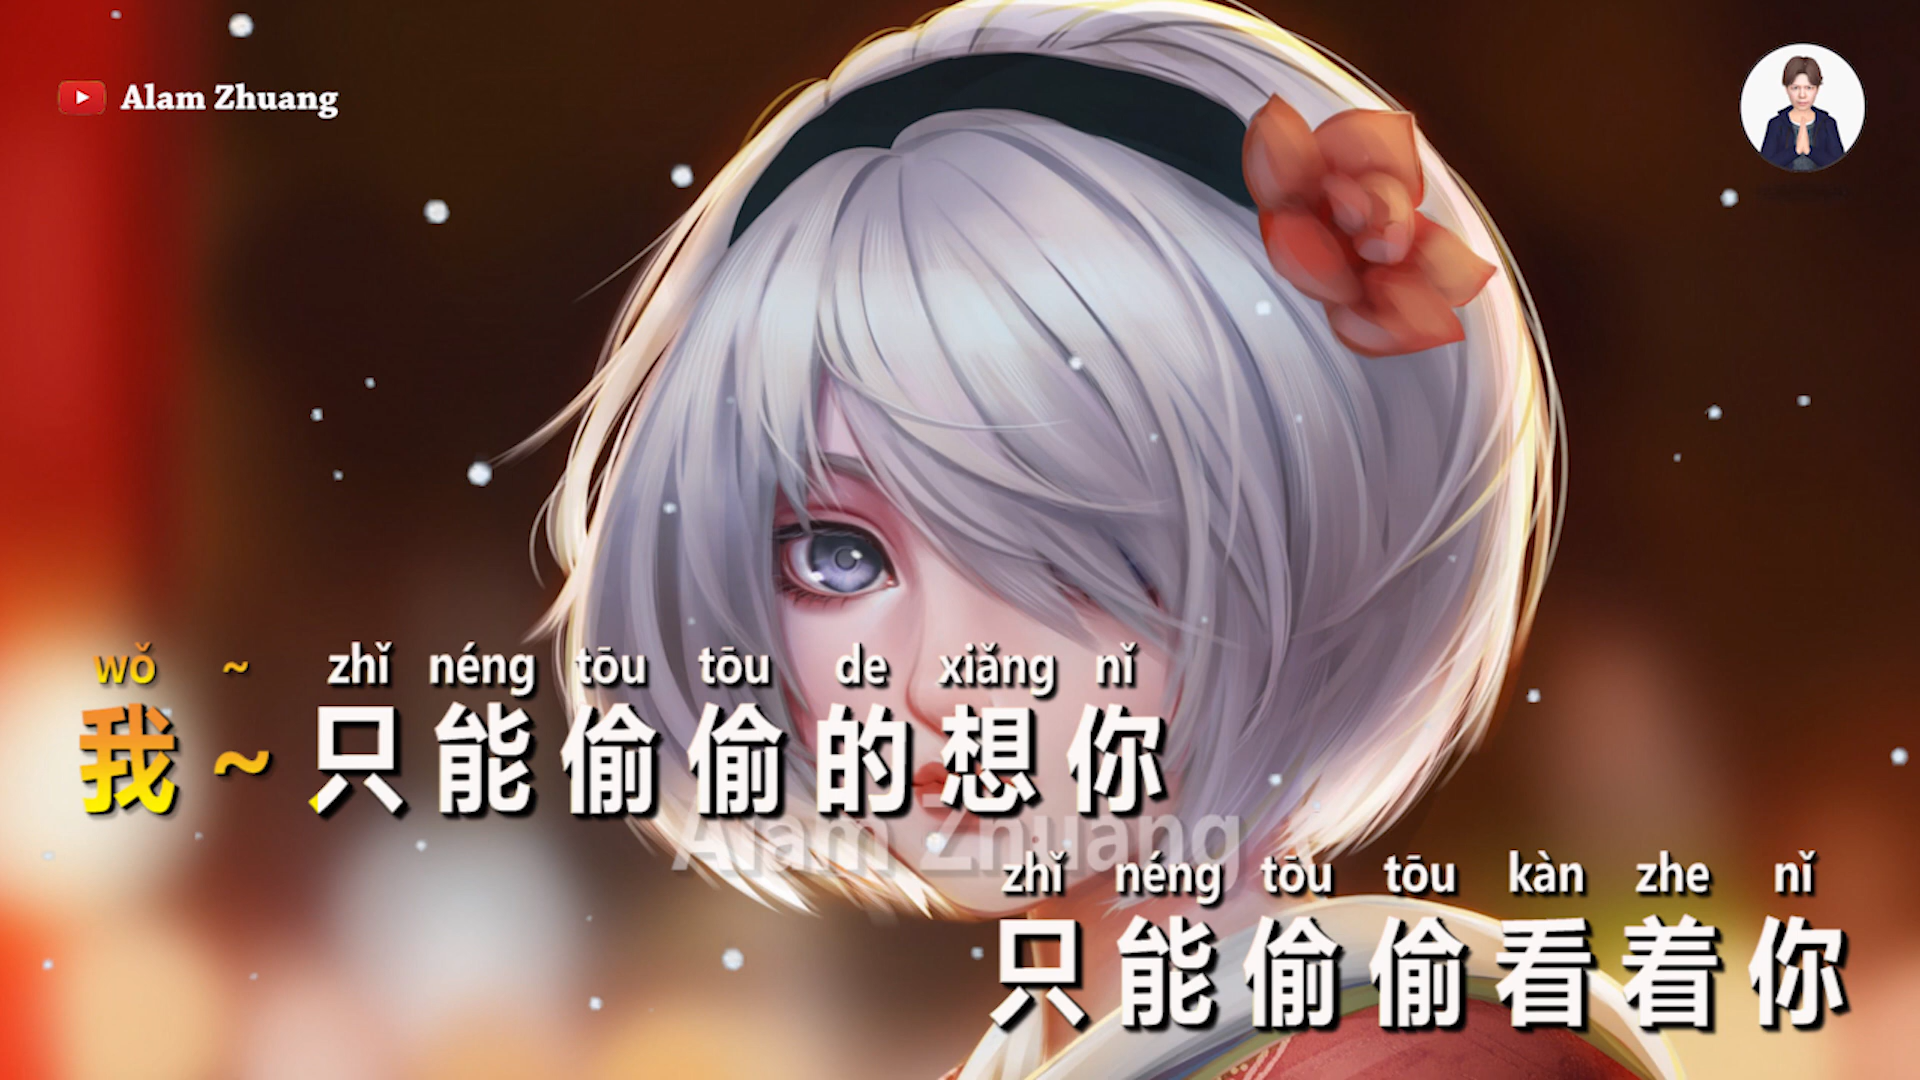 Alam Zhuang
wǒ ~ zhǐ néng tōu tōu de xiǎng nǐ
我 ~ 只能偷偷的想你
Alam Zhuang
zhǐ néng tōu tōu kàn zhe nǐ
只能偷偷看着你